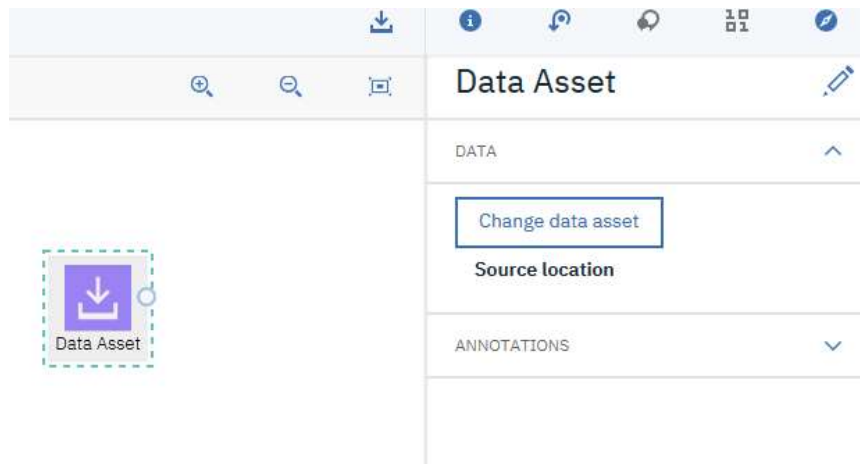 Data Asset
DATA
Change data asset
Source location
ANNOTATIONS
Data Asset